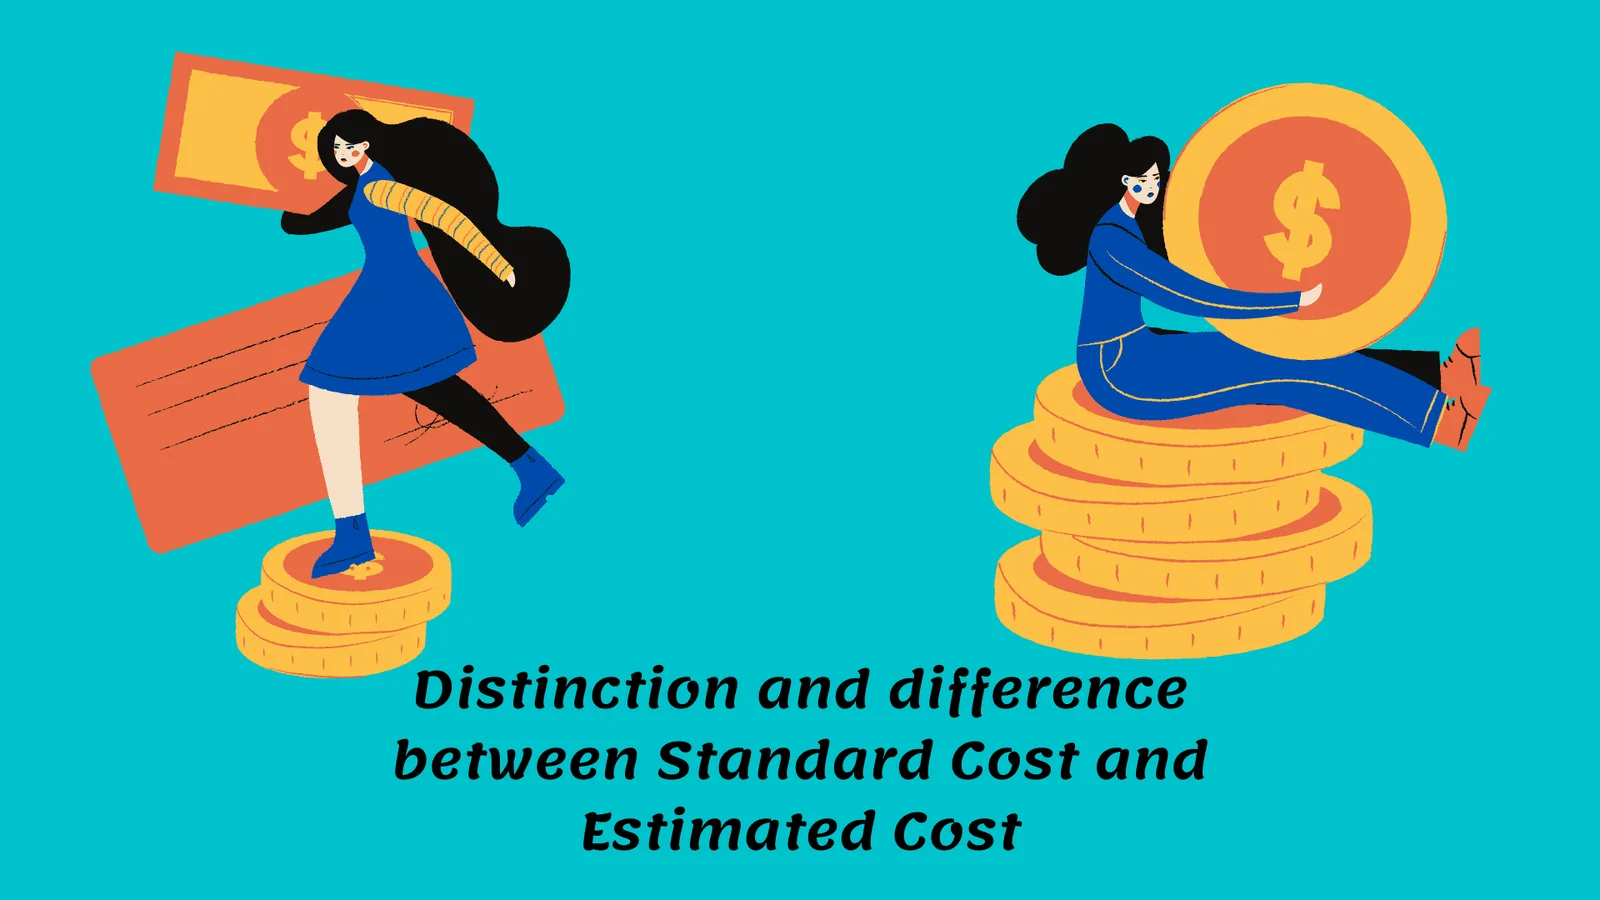 $
$
$
Distinction and difference
between Standard Cost and
Estimated Cost